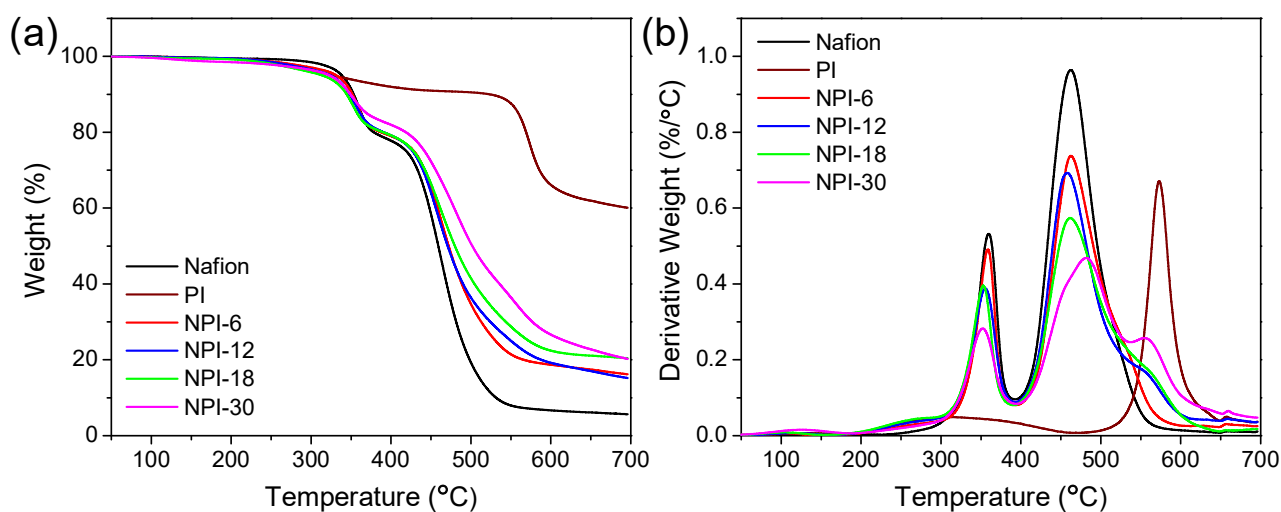 (a)
Weight (%)
100
80
60
40
20
0
Nafion
PI
NPI-6
NPI-12
NPI-18
NPI-30
100 200 300 400 500 600 700
Temperature (°C)
(b)
Derivative Weight (%/°C)
1.0
0.8
0.6
0.4
0.2
0.0
Nafion
PI
NPI-6
NPI-12
NPI-18
NPI-30
100 200 300 400 500 600 700
Temperature (°C)